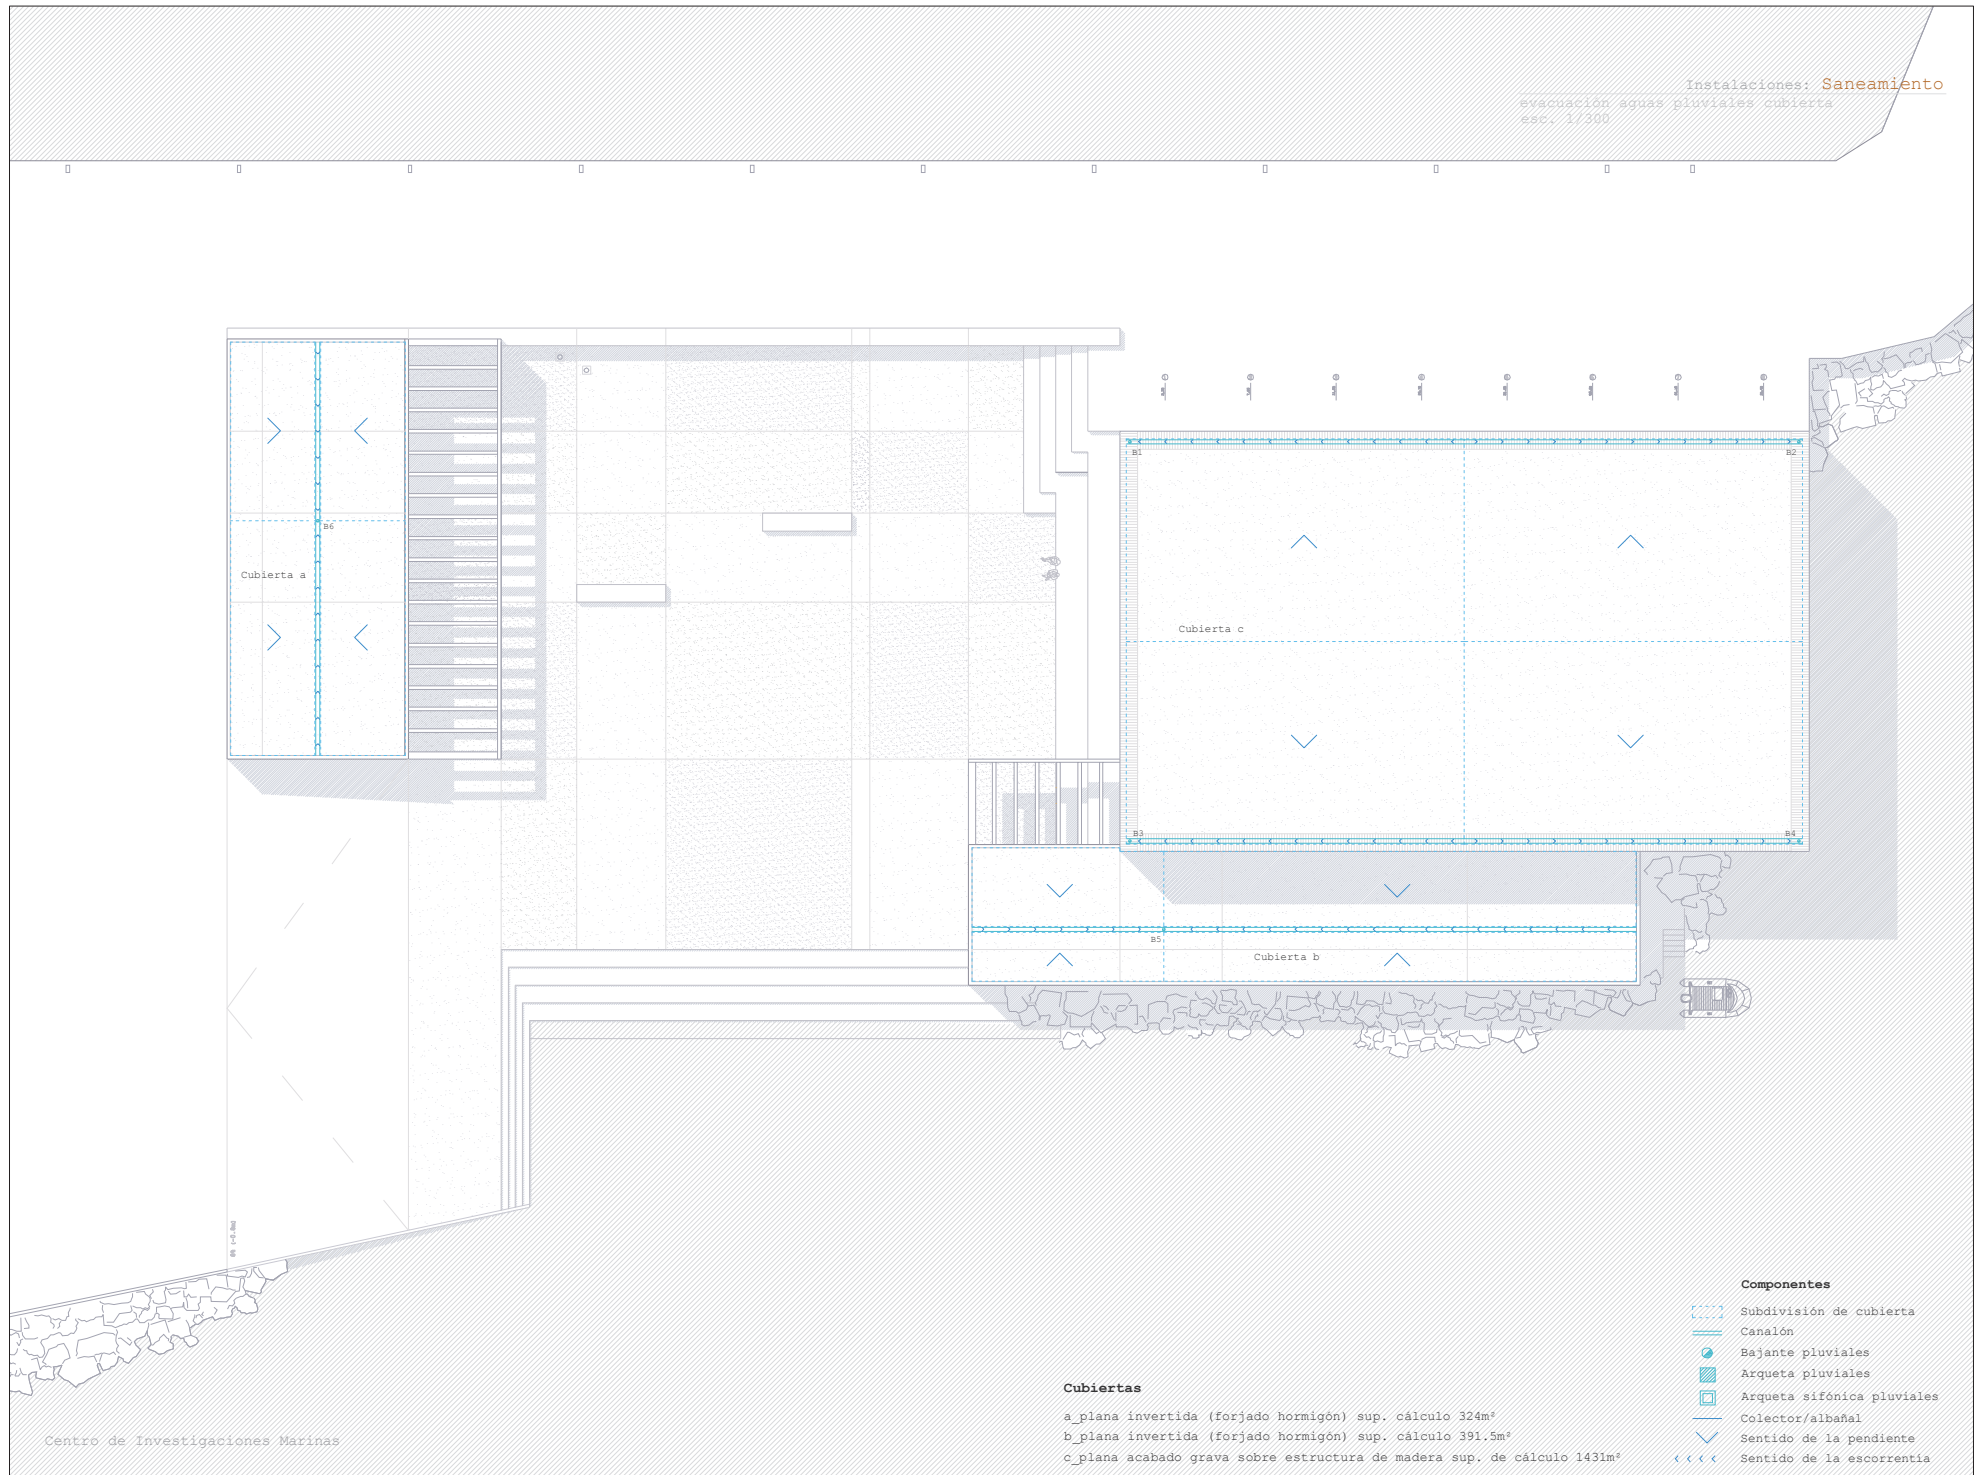 Instalaciones: Saneamiento
evacuación aguas pluviales cubierta
esc. 1/300
B1
B2
B6
Cubierta a
Cubierta c
B3
B4
B5
Cubierta b
Componentes
Subdivisión de cubierta
Canalón
Bajante pluviales
Arqueta pluviales
Arqueta sifónica pluviales
Colector/albañal
Sentido de la pendiente
Sentido de la escorrentía
Cubiertas
a_plana invertida (forjado hormigón) sup. cálculo 324m²
b_plana invertida (forjado hormigón) sup. cálculo 391.5m²
c_plana acabado grava sobre estructura de madera sup. de cálculo 1431m²
Centro de Investigaciones Marinas